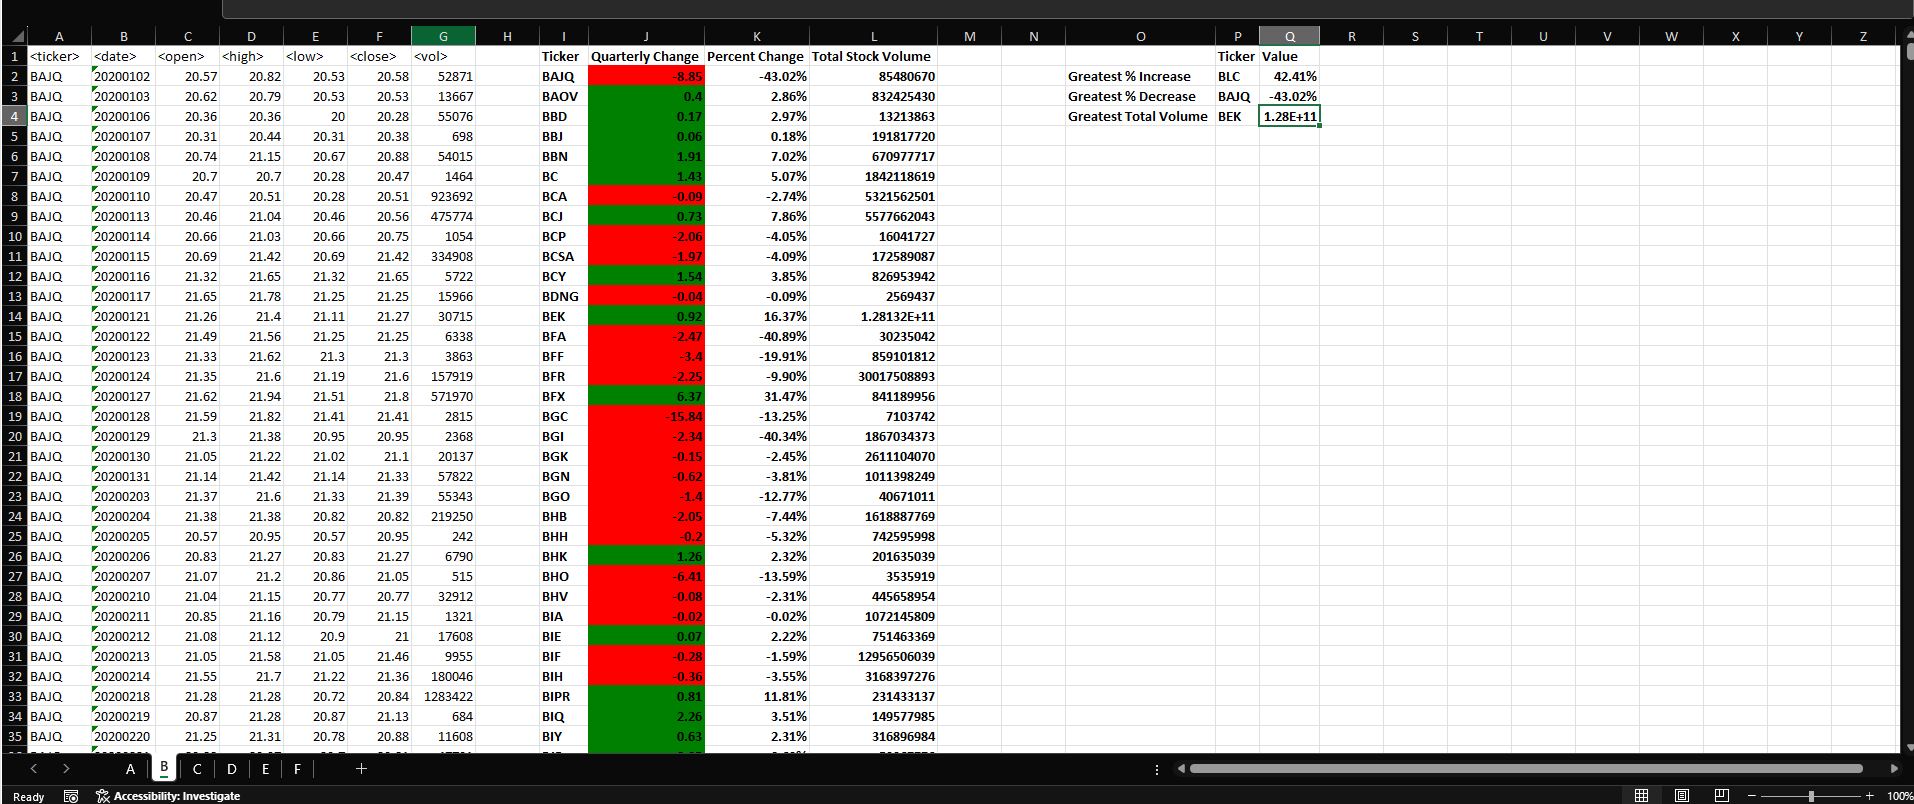 A B C D E F G H I J K L M N O P Q R S T U V W X Y Z
1 <ticker> <date> <open> <high> <low> <close> <vol> Ticker Quarterly Change Percent Change Total Stock Volume Ticker Value
2 BAJQ 20200102 20.57 20.82 20.53 20.58 52871 BAJQ -8.85 -43.02% 85480670 Greatest % Increase BLC 42.41%
3 BAJQ 20200103 20.62 20.79 20.53 20.53 13667 BAOV 0.4 2.86% 832425430 Greatest % Decrease BAJQ -43.02%
4 BAJQ 20200106 20.36 20.36 20 20.28 55076 BBD 0.17 2.97% 13213863 Greatest Total Volume BEK 1.28E+11
5 BAJQ 20200107 20.31 20.44 20.31 20.38 698 BBJ 0.06 0.18% 191817720
6 BAJQ 20200108 20.74 21.15 20.67 20.88 54015 BBN 1.91 7.02% 670977717
7 BAJQ 20200109 20.7 20.7 20.28 20.47 1464 BC 1.43 5.07% 1842118619
8 BAJQ 20200110 20.47 20.51 20.28 20.51 923692 BCA -0.09 -2.74% 5321562501
9 BAJQ 20200113 20.46 21.04 20.46 20.56 475774 BCJ 0.73 7.86% 5577662043
10 BAJQ 20200114 20.66 21.03 20.66 20.75 1054 BCP -2.06 -4.05% 16041727
11 BAJQ 20200115 20.69 21.42 20.69 21.42 334908 BCSA -1.97 -4.09% 172589087
12 BAJQ 20200116 21.32 21.65 21.32 21.65 5722 BCY 1.54 3.85% 826953942
13 BAJQ 20200117 21.65 21.78 21.25 21.25 15966 BDNG -0.04 -0.09% 2569437
14 BAJQ 20200121 21.26 21.4 21.11 21.27 30715 BEK 0.92 16.37% 1.28132E+11
15 BAJQ 20200122 21.49 21.56 21.25 21.25 6338 BFA -2.47 -40.89% 30235042
16 BAJQ 20200123 21.33 21.62 21.3 21.3 3863 BFF -3.4 -19.91% 859101812
17 BAJQ 20200124 21.35 21.6 21.19 21.6 157919 BFR -2.25 -9.90% 30017508893
18 BAJQ 20200127 21.62 21.94 21.51 21.8 571970 BFX 6.37 31.47% 841189956
19 BAJQ 20200128 21.59 21.82 21.41 21.41 2815 BGC -15.84 -13.25% 7103742
20 BAJQ 20200129 21.3 21.38 20.95 20.95 2368 BGI -2.34 -40.34% 1867034373
21 BAJQ 20200130 21.05 21.22 21.02 21.1 20137 BGK -0.15 -2.45% 2611104070
22 BAJQ 20200131 21.14 21.42 21.14 21.33 57822 BGN -0.62 -3.81% 1011398249
23 BAJQ 20200203 21.37 21.6 21.33 21.39 55343 BGO -1.4 -12.77% 40671011
24 BAJQ 20200204 21.38 21.38 20.82 20.82 219250 BHB -2.05 -7.44% 1618887769
25 BAJQ 20200205 20.57 20.95 20.57 20.95 242 BHH -0.2 -5.32% 742595998
26 BAJQ 20200206 20.83 21.27 20.83 21.27 6790 BHK 1.26 2.32% 201635039
27 BAJQ 20200207 21.07 21.2 20.86 21.05 515 BHO -6.41 -13.59% 3535919
28 BAJQ 20200210 21.04 21.15 20.77 20.77 32912 BHV -0.08 -2.31% 445658954
29 BAJQ 20200211 20.85 21.16 20.79 21.15 1321 BIA -0.02 -0.02% 1072145809
30 BAJQ 20200212 21.08 21.12 20.9 21 17608 BIE 0.07 2.22% 751463369
31 BAJQ 20200213 21.05 21.58 21.05 21.46 9955 BIF -0.28 -1.59% 12956506039
32 BAJQ 20200214 21.55 21.7 21.22 21.36 180046 BIH -0.36 -3.55% 3168397276
33 BAJQ 20200218 21.28 21.28 20.72 20.84 1283422 BIPR 0.81 11.81% 231433137
34 BAJQ 20200219 20.87 21.28 20.87 21.13 684 BIQ 2.26 3.51% 149577985
35 BAJQ 20200220 21.25 21.31 20.78 20.88 11608 BIY 0.63 2.31% 316896984
A B C D E F
Ready Accessibility: Investigate 100%